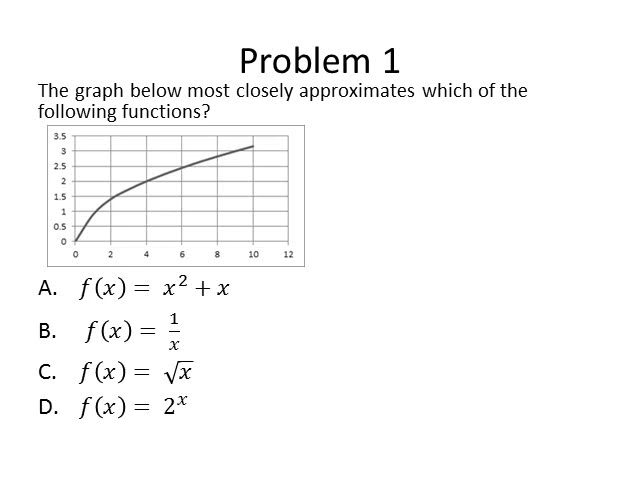 Problem 1
The graph below most closely approximates which of the
following functions?
3.5
3
2.5
2
1.5
1
0.5
0
0 2 4 6 8 10 12
A. f(x) = x² + x
B. f(x) = 1/x
C. f(x) = √x
D. f(x) = 2ˣ